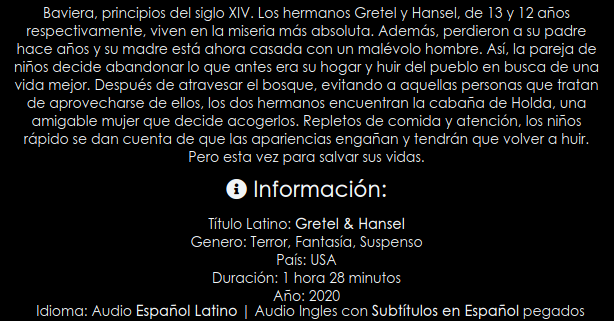 Baviera, principios del siglo XIV. Los hermanos Gretel y Hansel, de 13 y 12 años
respectivamente, viven en la miseria más absoluta. Además, perdieron a su padre
hace años y su madre está ahora casada con un malévolo hombre. Así, la pareja de
niños decide abandonar lo que antes era su hogar y huir del pueblo en busca de una
vida mejor. Después de atravesar el bosque, evitando a aquellas personas que tratan
de aprovecharse de ellos, los dos hermanos encuentran la cabaña de Holda, una
amigable mujer que decide acogerlos. Repletos de comida y atención, los niños
rápido se dan cuenta de que las apariencias engañan y tendrán que volver a huir.
Pero esta vez para salvar sus vidas.
Información:
Título Latino: Gretel & Hansel
Genero: Terror, Fantasía, Suspenso
País: USA
Duración: 1 hora 28 minutos
Año: 2020
Idioma: Audio Español Latino | Audio Ingles con Subtítulos en Español pegados